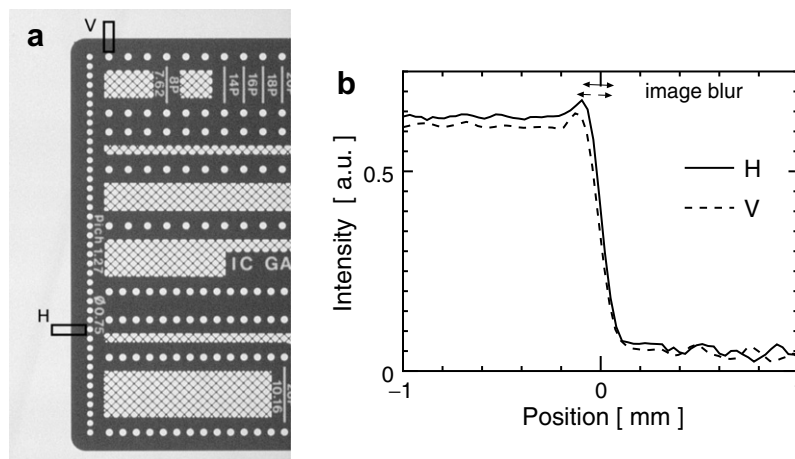 a
V
7.62
8P
14P
16P
18P
pich 1,27
IC GA
H
Ø0.75
10.16
b
image blur
0.5
H
V
Intensity [ a.u. ]
0
−1
0
Position [ mm ]